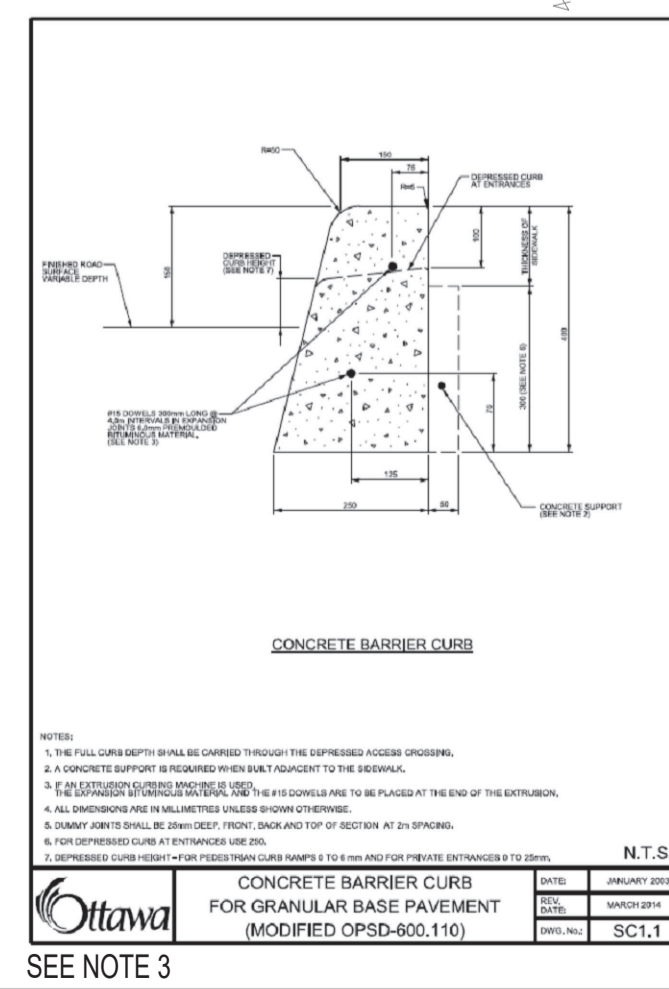 R=50
150
75
R=5
DEPRESSED CURB
AT ENTRANCES
FINISHED ROAD
SURFACE
VARIABLE DEPTH
150
DEPRESSED
CURB HEIGHT
(SEE NOTE 7)
100
THICKNESS OF
SIDEWALK
300 (SEE NOTE 6)
400
70
#15 DOWELS 300mm LONG @
JOINTS
PREMOULDED
BITUMINOUS MATERIAL.
(SEE NOTE 3)
125
250
50
CONCRETE SUPPORT
(SEE NOTE 2)
CONCRETE BARRIER CURB
NOTES:
1. THE FULL CURB DEPTH SHALL BE CARRIED THROUGH THE DEPRESSED ACCESS CROSSING.
2. A CONCRETE SUPPORT IS REQUIRED WHEN BUILT ADJACENT TO THE SIDEWALK.
3. IF AN EXTRUSION CURBING MACHINE IS USED
THE EXPANSION BITUMINOUS MATERIAL AND THE #15 DOWELS ARE TO BE PLACED AT THE END OF THE EXTRUSION.
4. ALL DIMENSIONS ARE IN MILLIMETRES UNLESS SHOWN OTHERWISE.
5. DUMMY JOINTS SHALL BE 25mm DEEP, FRONT, BACK AND TOP OF SECTION AT 2m SPACING.
6. FOR DEPRESSED CURB AT ENTRANCES USE 250.
7. DEPRESSED CURB HEIGHT-FOR PEDESTRIAN CURB RAMPS 0 TO 6 mm AND FOR PRIVATE ENTRANCES 0 TO 25mm.
N.T.S
Ottawa
CONCRETE BARRIER CURB
FOR GRANULAR BASE PAVEMENT
(MODIFIED OPSD-600.110)
DATE: JANUARY 2003
REV. DATE: MARCH 2014
DWG. No.: SC1.1
SEE NOTE 3